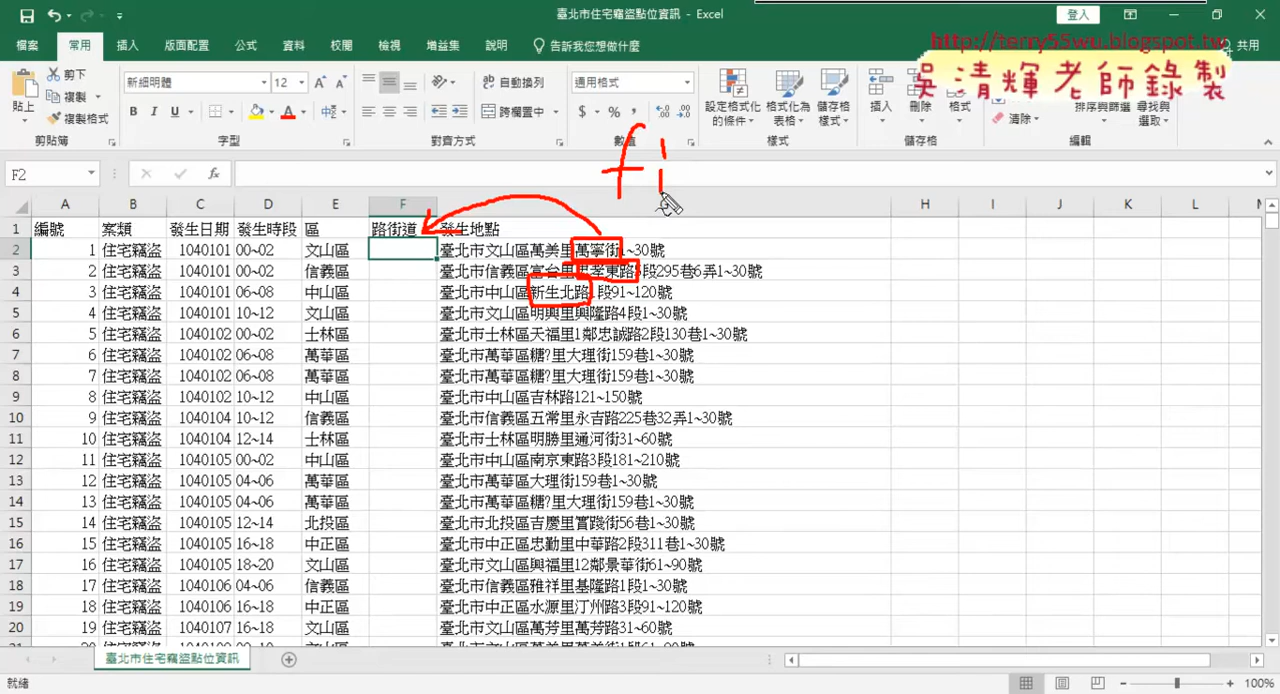 臺北市住宅竊盜點位資訊 - Excel
登入
檔案 常用 插入 版面配置 公式 資料 校閱 檢視 增益集 說明 告訴我您想做什麼 共用
http://terry55wu.blogspot.tw
吳清輝老師錄製
貼上 剪下 複製 複製格式
新細明體 12
B I U
自動換列
跨欄置中
通用格式
$ % ,
設定格式化的條件 格式化為表格 儲存格樣式
插入 刪除 格式
清除 排序與篩選 尋找與選取
剪貼簿 字型 對齊方式 數值 樣式 儲存格 編輯
fi
F2 fx
A B C D E F G H I J K L M
1 編號 案類 發生日期 發生時段 區 路街道 發生地點
2 1 住宅竊盜 1040101 00~02 文山區 臺北市文山區萬美里萬寧街1~30號
3 2 住宅竊盜 1040101 00~02 信義區 臺北市信義區富台里忠孝東路5段295巷6弄1~30號
4 3 住宅竊盜 1040101 06~08 中山區 臺北市中山區新生北路1段91~120號
5 4 住宅竊盜 1040101 10~12 文山區 臺北市文山區明興里興隆路4段1~30號
6 5 住宅竊盜 1040102 00~02 士林區 臺北市士林區天福里1鄰忠誠路2段130巷1~30號
7 6 住宅竊盜 1040102 06~08 萬華區 臺北市萬華區糖?里大理街159巷1~30號
8 7 住宅竊盜 1040102 06~08 萬華區 臺北市萬華區糖?里大理街159巷1~30號
9 8 住宅竊盜 1040102 10~12 中山區 臺北市中山區吉林路121~150號
10 9 住宅竊盜 1040104 10~12 信義區 臺北市信義區五常里永吉路225巷32弄1~30號
11 10 住宅竊盜 1040104 12~14 士林區 臺北市士林區明勝里通河街31~60號
12 11 住宅竊盜 1040105 00~02 中山區 臺北市中山區南京東路3段181~210號
13 12 住宅竊盜 1040105 04~06 萬華區 臺北市萬華區大理街159巷1~30號
14 13 住宅竊盜 1040105 04~06 萬華區 臺北市萬華區糖?里大理街159巷1~30號
15 14 住宅竊盜 1040105 12~14 北投區 臺北市北投區吉慶里實踐街56巷1~30號
16 15 住宅竊盜 1040105 16~18 中正區 臺北市中正區忠勤里中華路2段311巷1~30號
17 16 住宅竊盜 1040105 18~20 文山區 臺北市文山區興福里12鄰景華街61~90號
18 17 住宅竊盜 1040106 04~06 信義區 臺北市信義區雅祥里基隆路1段1~30號
19 18 住宅竊盜 1040106 16~18 中正區 臺北市中正區水源里汀州路3段91~120號
20 19 住宅竊盜 1040107 16~18 文山區 臺北市文山區萬芳里萬芳路31~60號
臺北市住宅竊盜點位資訊
就緒 100%